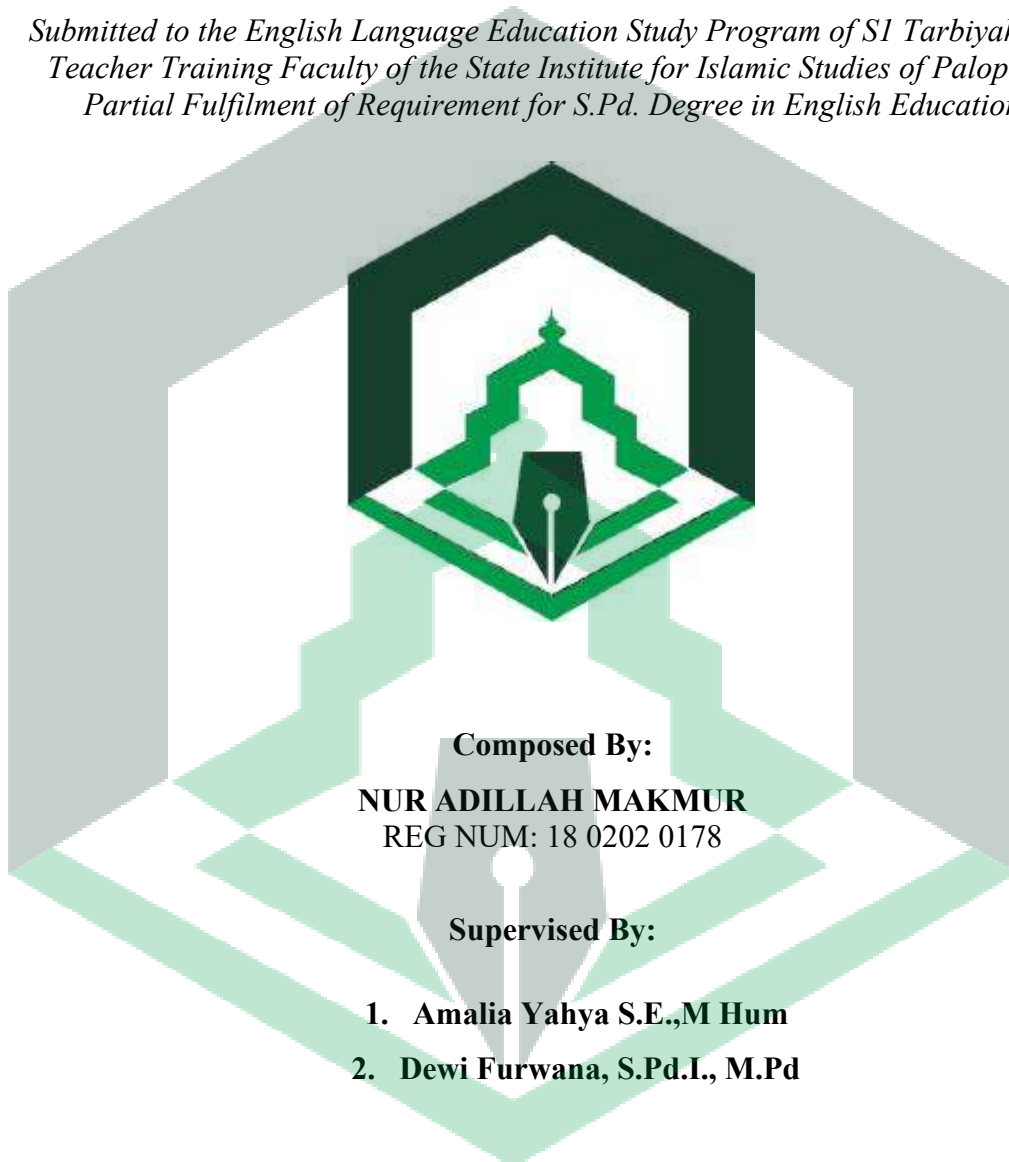 Submitted to the English Language Education Study Program of S1 Tarbiyah
Teacher Training Faculty of the State Institute for Islamic Studies of Palop
Partial Fulfilment of Requirement for S.Pd. Degree in English Education
Composed By:
NUR ADILLAH MAKMUR
REG NUM: 18 0202 0178
Supervised By:
1. Amalia Yahya S.E.,M Hum
2. Dewi Furwana, S.Pd.I., M.Pd